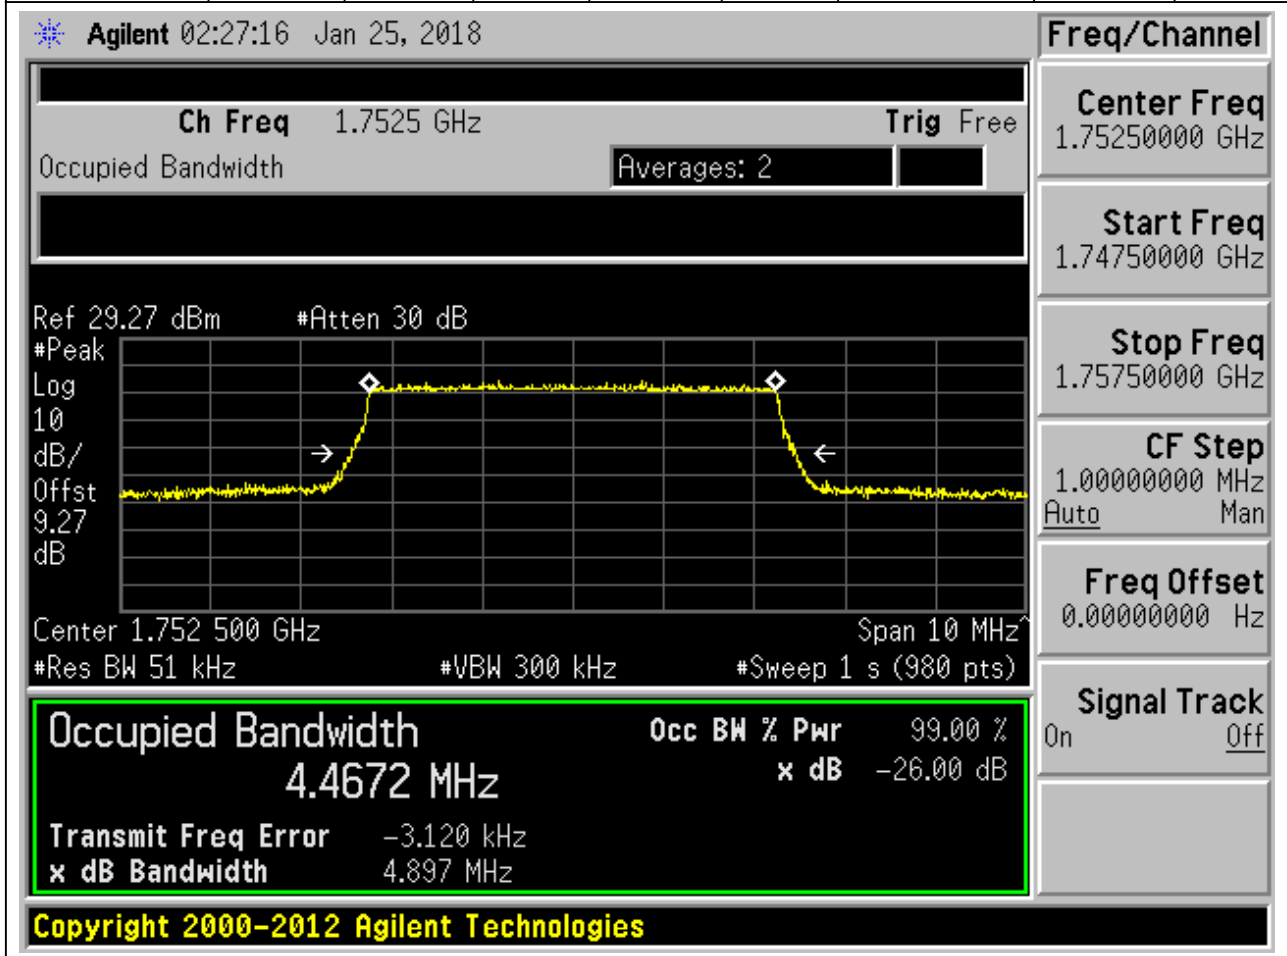 Agilent 02:27:16 Jan 25, 2018
Freq/Channel
Ch Freq 1.7525 GHz Trig Free
Occupied Bandwidth Averages: 2
Center Freq
1.75250000 GHz
Start Freq
1.74750000 GHz
Stop Freq
1.75750000 GHz
CF Step
1.00000000 MHz
Auto Man
Freq Offset
0.00000000 Hz
Signal Track
On Off
Ref 29.27 dBm #Atten 30 dB
#Peak
Log
10
dB/
Offst
9.27
dB
Center 1.752 500 GHz Span 10 MHz^
#Res BW 51 kHz #VBW 300 kHz #Sweep 1 s (980 pts)
Occupied Bandwidth Occ BW % Pwr 99.00 %
4.4672 MHz x dB -26.00 dB
Transmit Freq Error -3.120 kHz
x dB Bandwidth 4.897 MHz
Copyright 2000-2012 Agilent Technologies